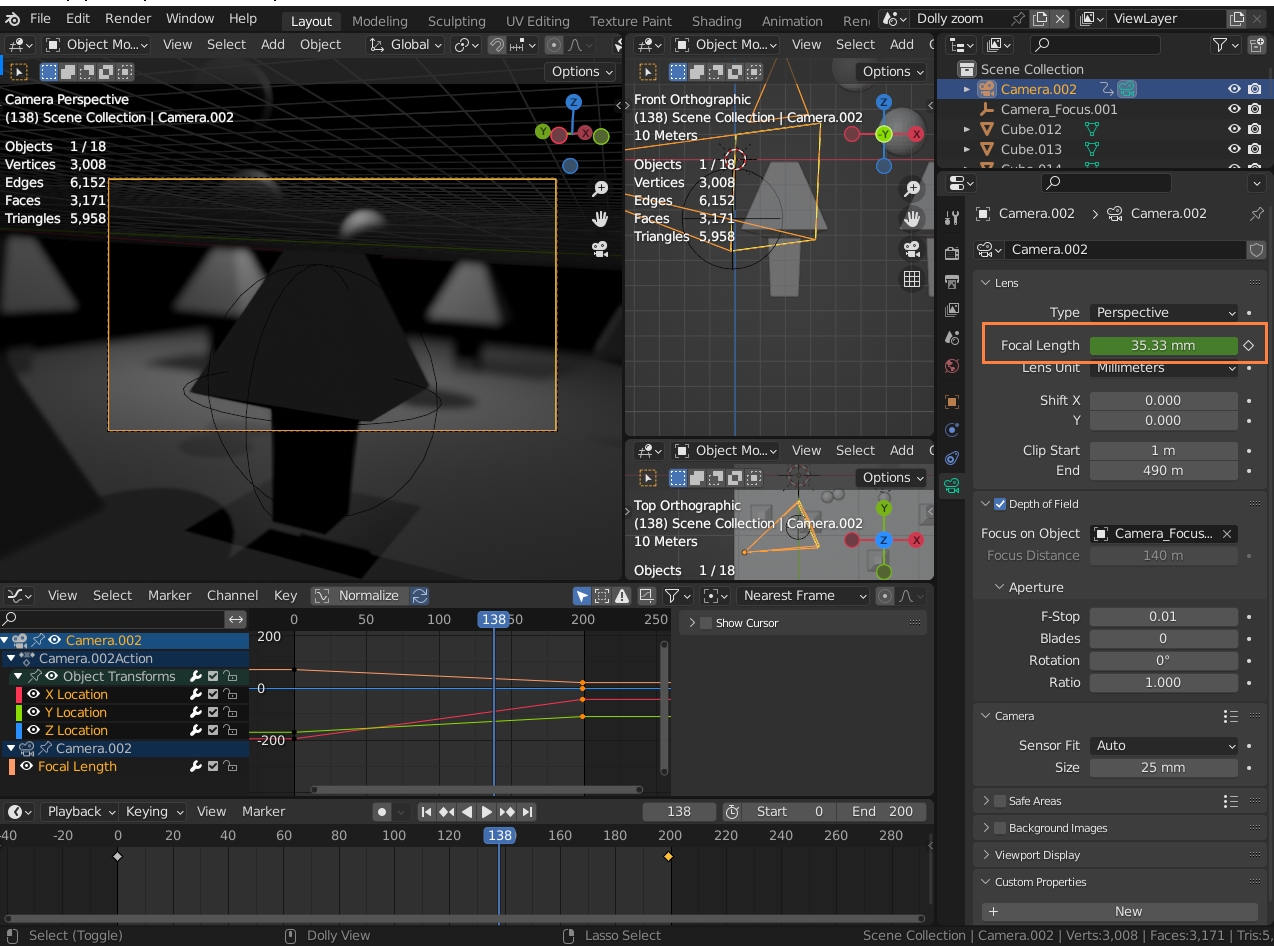 File Edit Render Window Help Layout Modeling Sculpting UV Editing Texture Paint Shading Animation Dolly zoom ViewLayer
Object Mo... View Select Add Object Global
Options
Camera Perspective
(138) Scene Collection | Camera.002
Objects 1 / 18
Vertices 3,008
Edges 6,152
Faces 3,171
Triangles 5,958
Z
Y
X
Object Mo... View Select Add
Options
Front Orthographic
(138) Scene Collection | Camera.002
10 Meters
Objects 1 / 18
Vertices 3,008
Edges 6,152
Faces 3,171
Triangles 5,958
Z
-Y
X
Object Mo... View Select Add
Options
Top Orthographic
(138) Scene Collection | Camera.002
10 Meters
Objects 1 / 18
Y
Z
X
Scene Collection
Camera.002
Camera_Focus.001
Cube.012
Cube.013
Camera.002 > Camera.002
Camera.002
Lens
Type Perspective
Focal Length 35.33 mm
Lens Unit Millimeters
Shift X 0.000
Y 0.000
Clip Start 1 m
End 490 m
Depth of Field
Focus on Object Camera_Focus...
Focus Distance 140 m
Aperture
F-Stop 0.01
Blades 0
Rotation 0°
Ratio 1.000
Camera
Sensor Fit Auto
Size 25 mm
Safe Areas
Background Images
Viewport Display
Custom Properties
+ New
View Select Marker Channel Key Normalize Nearest Frame
0 50 100 138 200 250
200
0
-200
Camera.002
Camera.002Action
Object Transforms
X Location
Y Location
Z Location
Camera.002
Focal Length
Show Cursor
Playback Keying View Marker 138 Start 0 End 200
-20 0 20 40 60 80 100 120 138 160 180 200 220 240 260 280
Select (Toggle) Dolly View Lasso Select Scene Collection | Camera.002 | Verts:3,008 | Faces:3,171 | Tris:5,